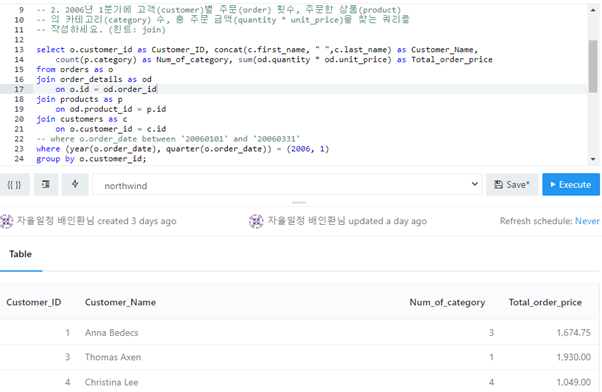 9 -- 2. 2006년 1분기에 고객(customer)별 주문(order) 횟수, 주문한 상품(product)
10 -- 의 카테고리(category) 수, 총 주문 금액(quantity * unit_price)을 찾는 쿼리를
11 -- 작성하세요. (힌트: join)
12
13 select o.customer_id as Customer_ID, concat(c.first_name, " ",c.last_name) as Customer_Name,
14 count(p.category) as Num_of_category, sum(od.quantity * od.unit_price) as Total_order_price
15 from orders as o
16 join order_details as od
17 on o.id = od.order_id
18 join products as p
19 on od.product_id = p.id
20 join customers as c
21 on o.customer_id = c.id
22 -- where o.order_date between '20060101' and '20060331'
23 where (year(o.order_date), quarter(o.order_date)) = (2006, 1)
24 group by o.customer_id;
{{ }} northwind Save* Execute
자율일정 배인환님 created 3 days ago 자율일정 배인환님 updated a day ago Refresh schedule: Never
Table
Customer_ID Customer_Name Num_of_category Total_order_price
1 Anna Bedecs 3 1,674.75
3 Thomas Axen 1 1,930.00
4 Christina Lee 4 1,049.00